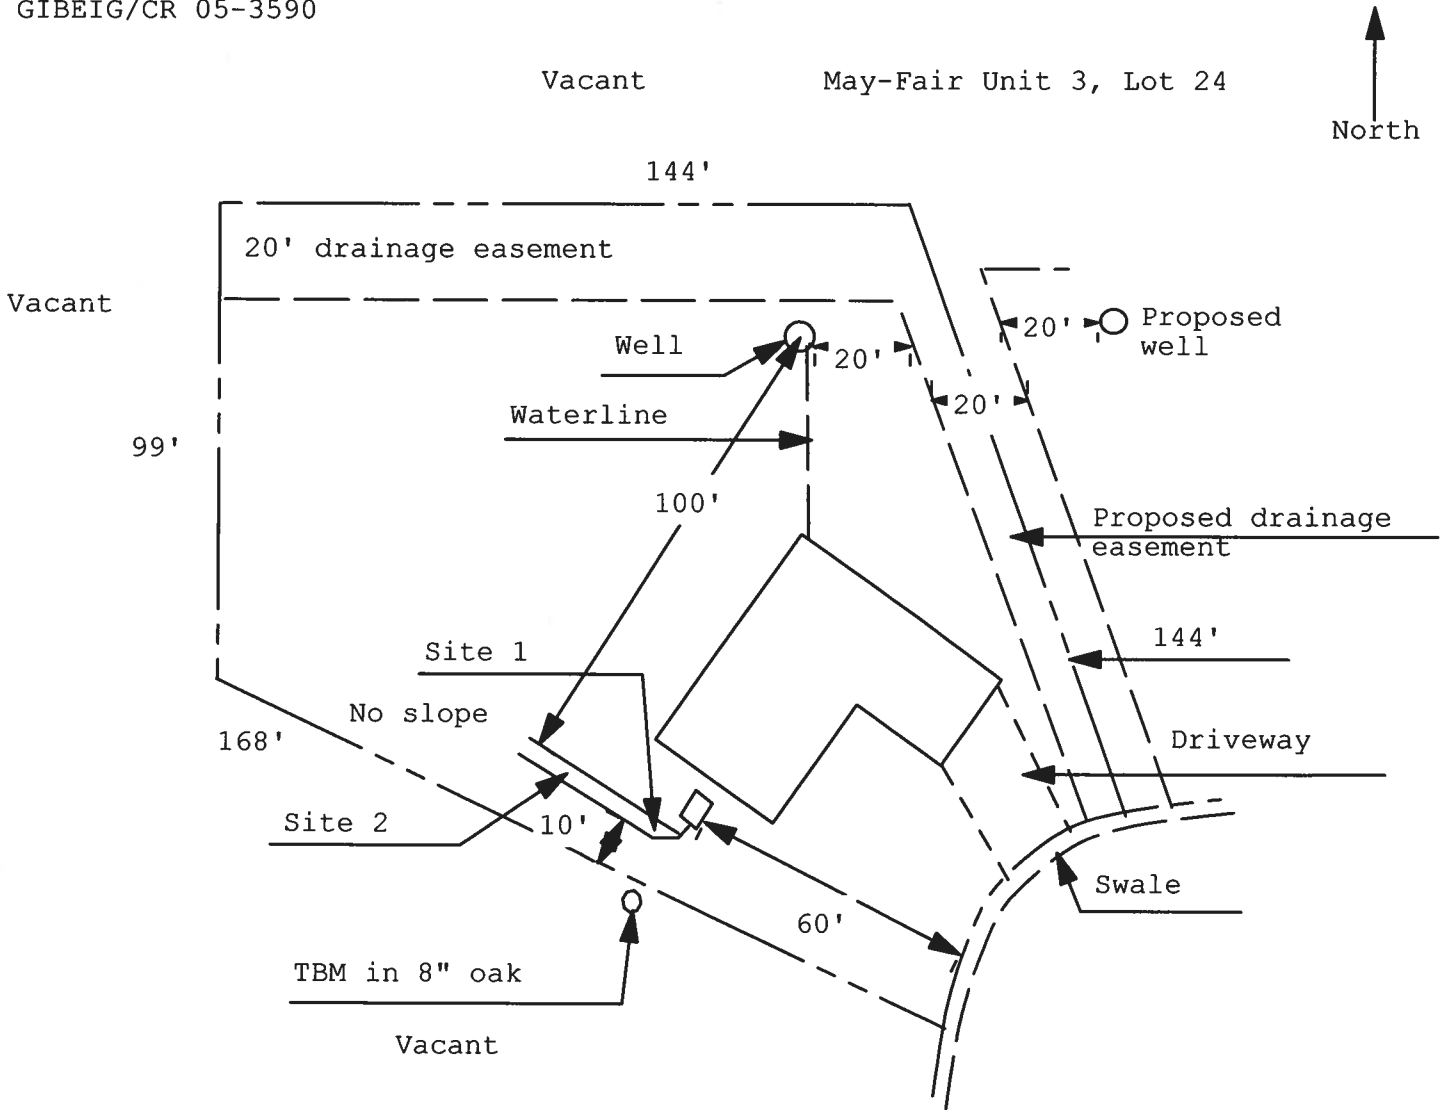 GIBEIG/CR 05-3590
Vacant
May-Fair Unit 3, Lot 24
North
144'
20' drainage easement
Vacant
20'
Proposed
well
Well
20'
20'
Waterline
99'
100'
Proposed drainage
easement
144'
Site 1
No slope
168'
Driveway
Site 2
10'
Swale
60'
TBM in 8" oak
Vacant